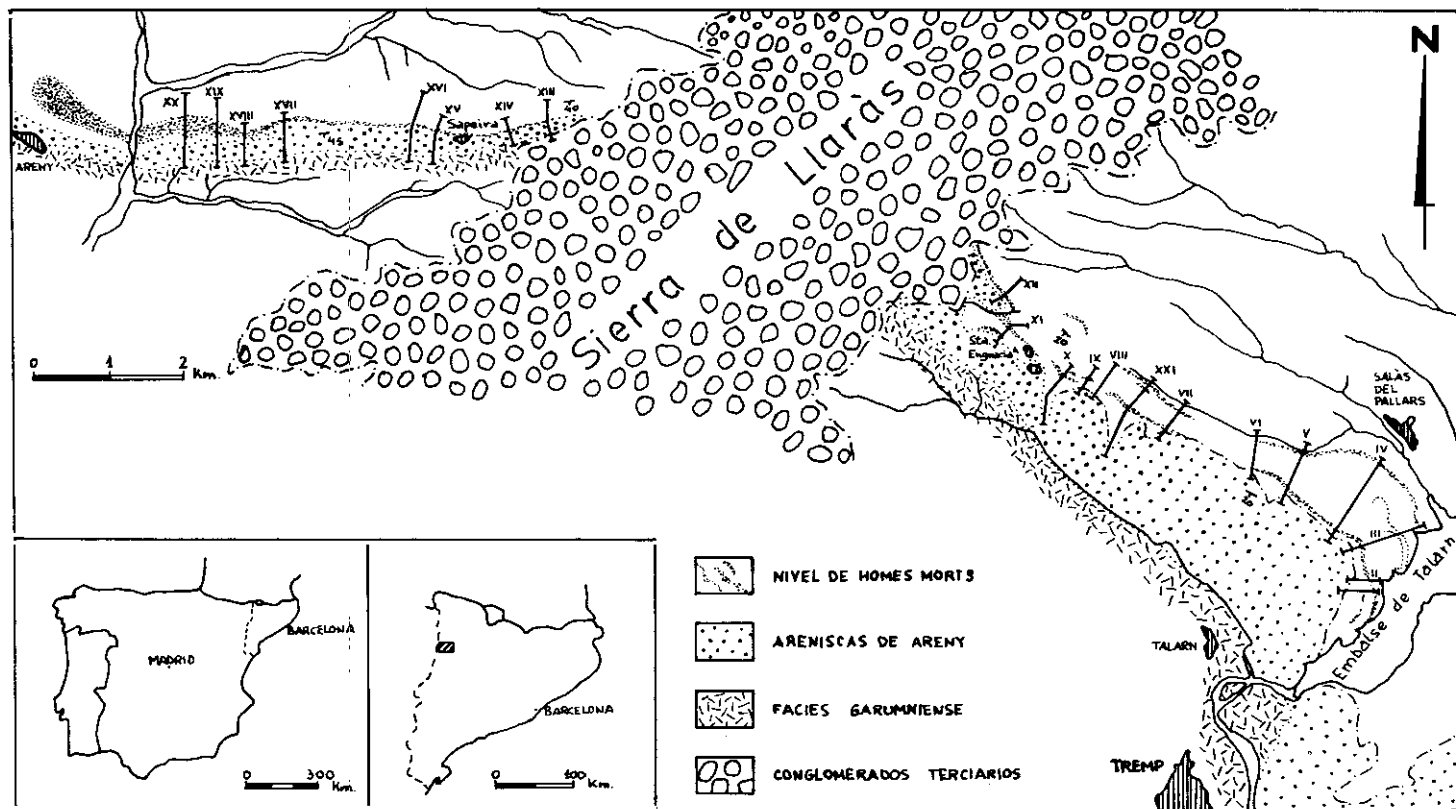 N
XX
XIX
XVIII
XVII
XVI
XV
XIV
XIII
Sapeira
ARENY
Sierra de Llaràs
0 1 2 Km.
XII
XI
Sta.
Engracia
X
IX
VIII
XXI
VII
VI
V
IV
III
II
I
SALÀS
DEL
PALLARS
Embalse de Talarn
TALARN
TREMP
MADRID
BARCELONA
0 300
Km.
BARCELONA
0 100
Km.
NIVEL DE HOMES MORTS
ARENISCAS DE ARENY
FACIES GARUMNIENSE
CONGLOMERADOS TERCIARIOS